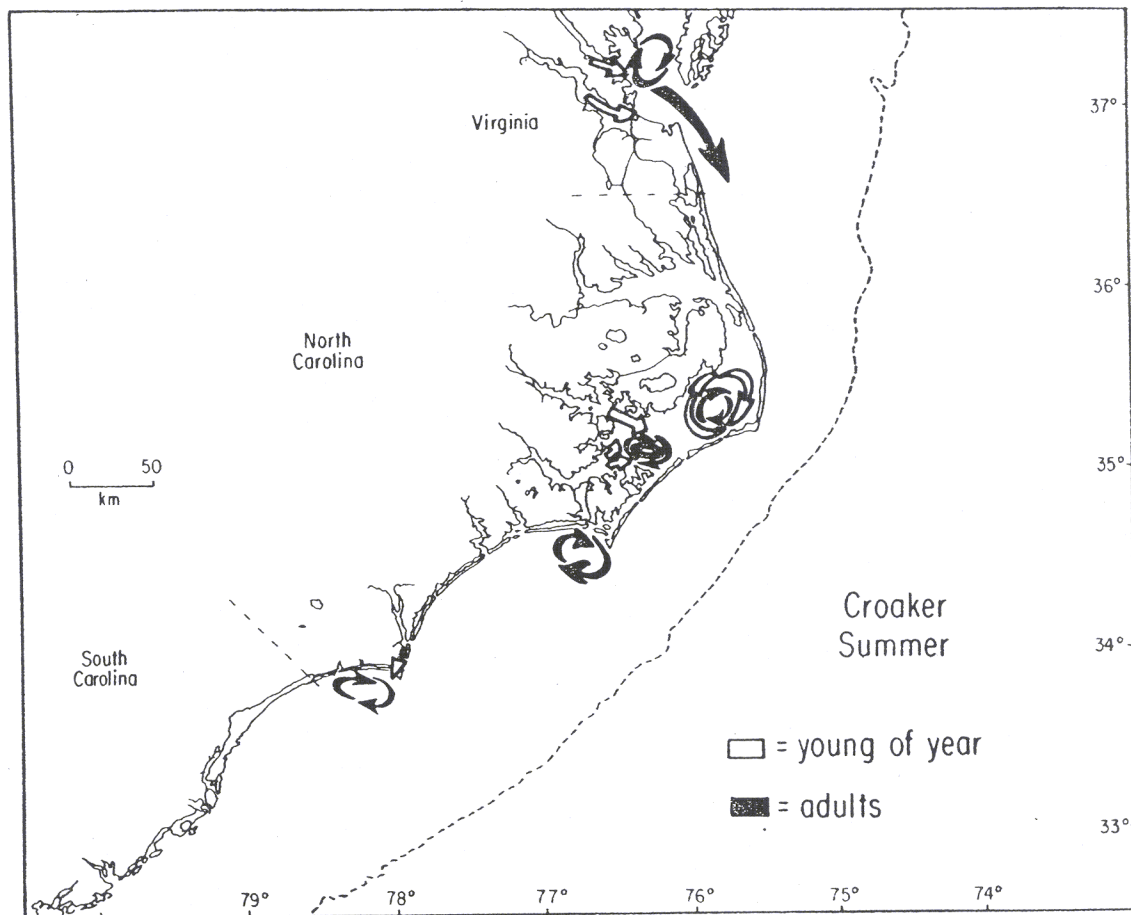 Virginia
37°
36°
North
Carolina
35°
0 50
km
Croaker
Summer
34°
South
Carolina
= young of year
= adults
33°
79° 78° 77° 76° 75° 74°